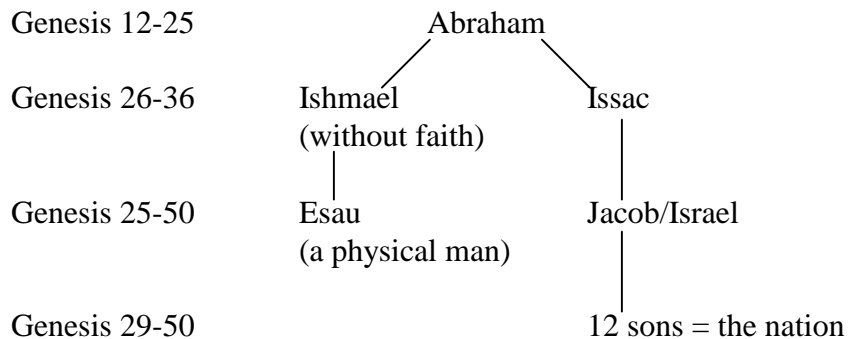 Genesis 12-25 Abraham
Genesis 26-36 Ishmael Issac
(without faith)
Genesis 25-50 Esau Jacob/Israel
(a physical man)
Genesis 29-50 12 sons = the nation